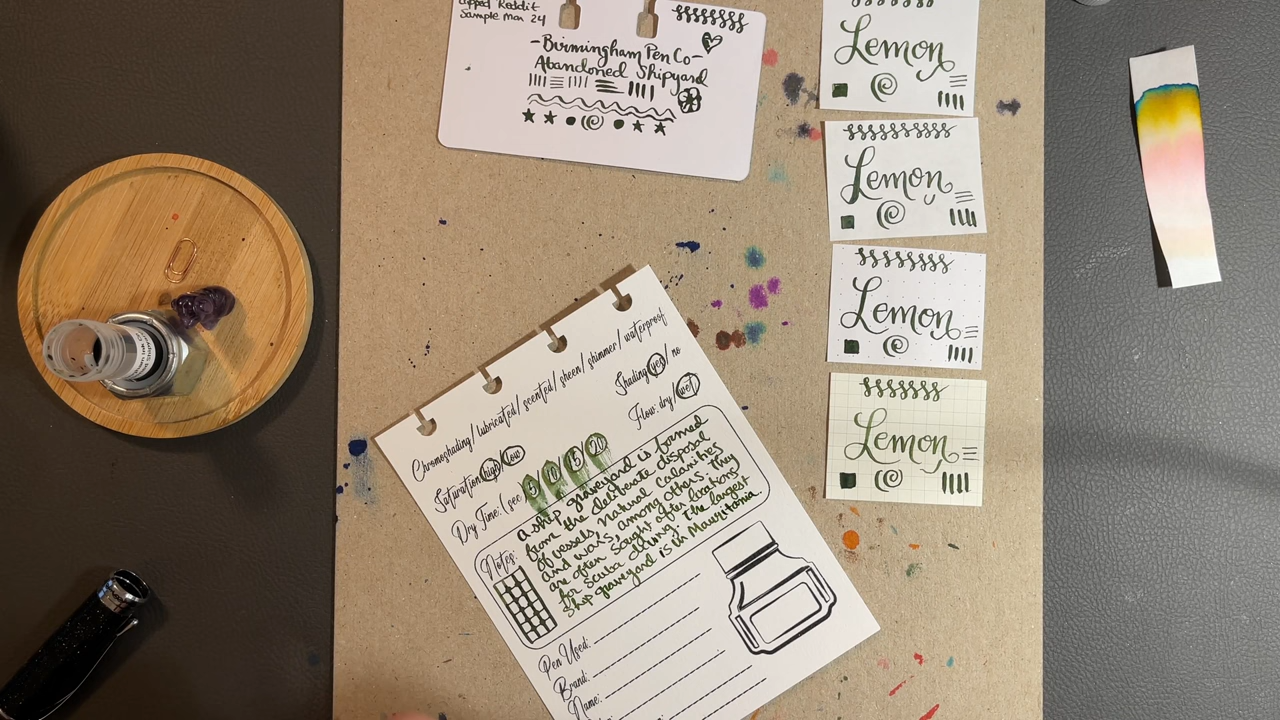 Sample Mar 24
-Birmingham Pen Co-
Abandoned Shipyard
Lemon
Lemon
Lemon
Lemon
Chromoshading/lubricated/scented/sheen/shimmer/waterproof
Shading: yes / no
Saturation: high / low
Flow: dry / wet
Dry Time: (sec 5 10 15 20
Notes: A ship graveyard is formed
from the deliberate disposal
of vessels, natural calamities
and wars, among others. They
are often sought after locations
for scuba diving. The largest
Ship graveyard is in Mauritania.
Pen Used:
Brand:
Name: